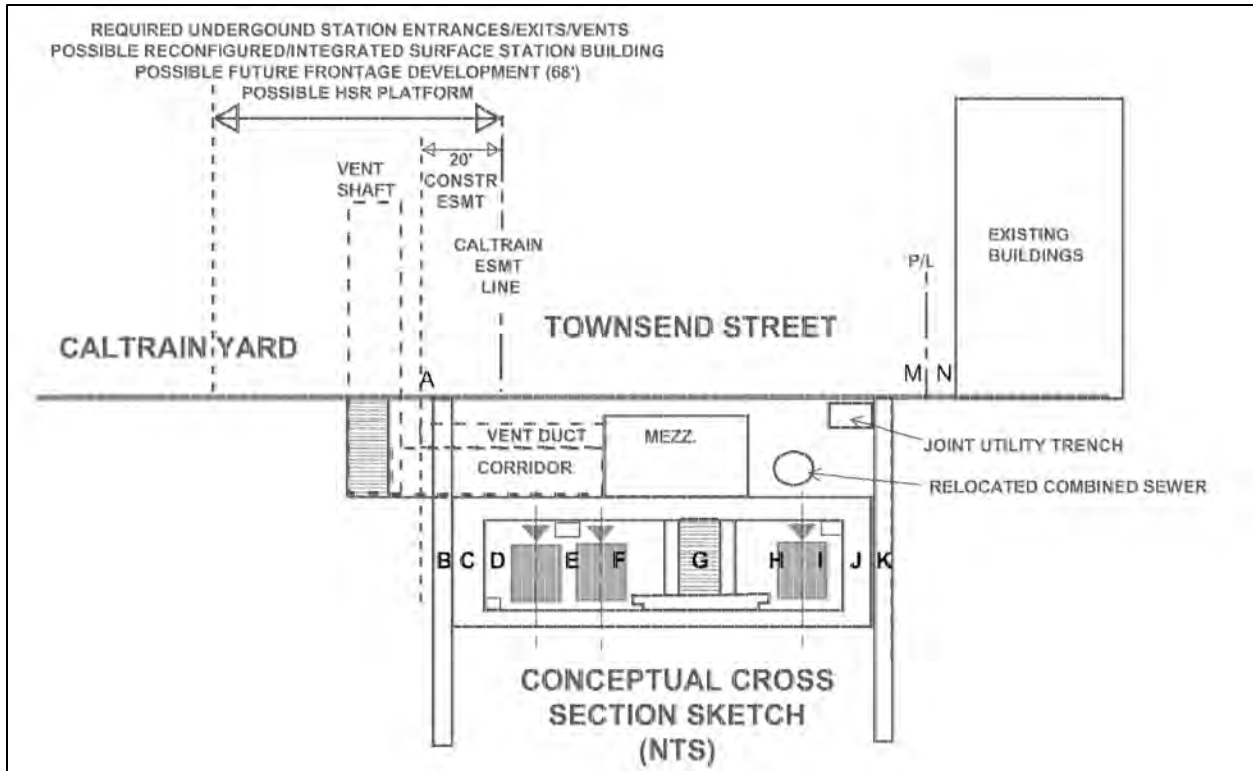 REQUIRED UNDERGOUND STATION ENTRANCES/EXITS/VENTS
POSSIBLE RECONFIGURED/INTEGRATED SURFACE STATION BUILDING
POSSIBLE FUTURE FRONTAGE DEVELOPMENT (68')
POSSIBLE HSR PLATFORM
VENT
SHAFT
20'
CONSTR
ESMT
CALTRAIN
ESMT
LINE
P/L
EXISTING
BUILDINGS
TOWNSEND STREET
CALTRAIN YARD
A
M
N
VENT DUCT
MEZZ.
CORRIDOR
JOINT UTILITY TRENCH
RELOCATED COMBINED SEWER
B C D E F G H I J K
CONCEPTUAL CROSS
SECTION SKETCH
(NTS)